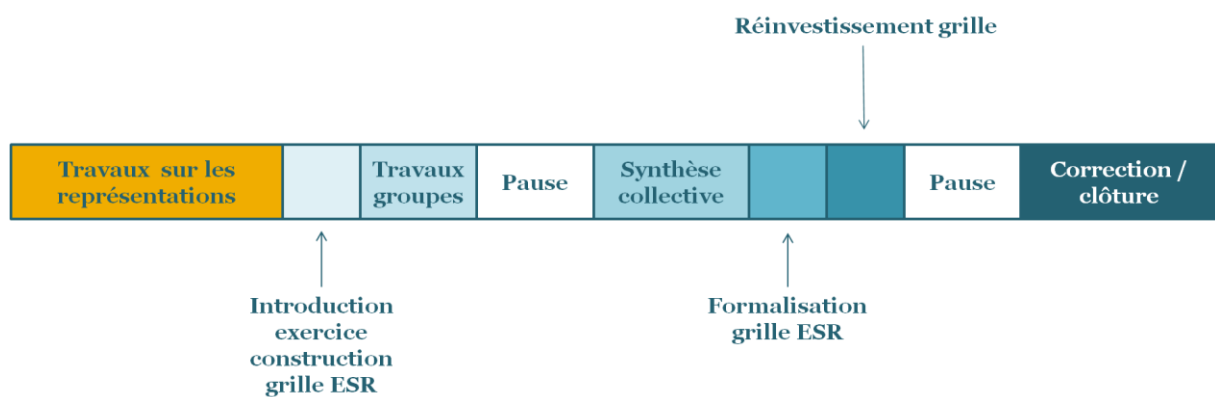 Réinvestissement grille
Travaux sur les
représentations
Travaux
groupes
Pause
Synthèse
collective
Pause
Correction /
clôture
Introduction
exercice
construction
grille ESR
Formalisation
grille ESR